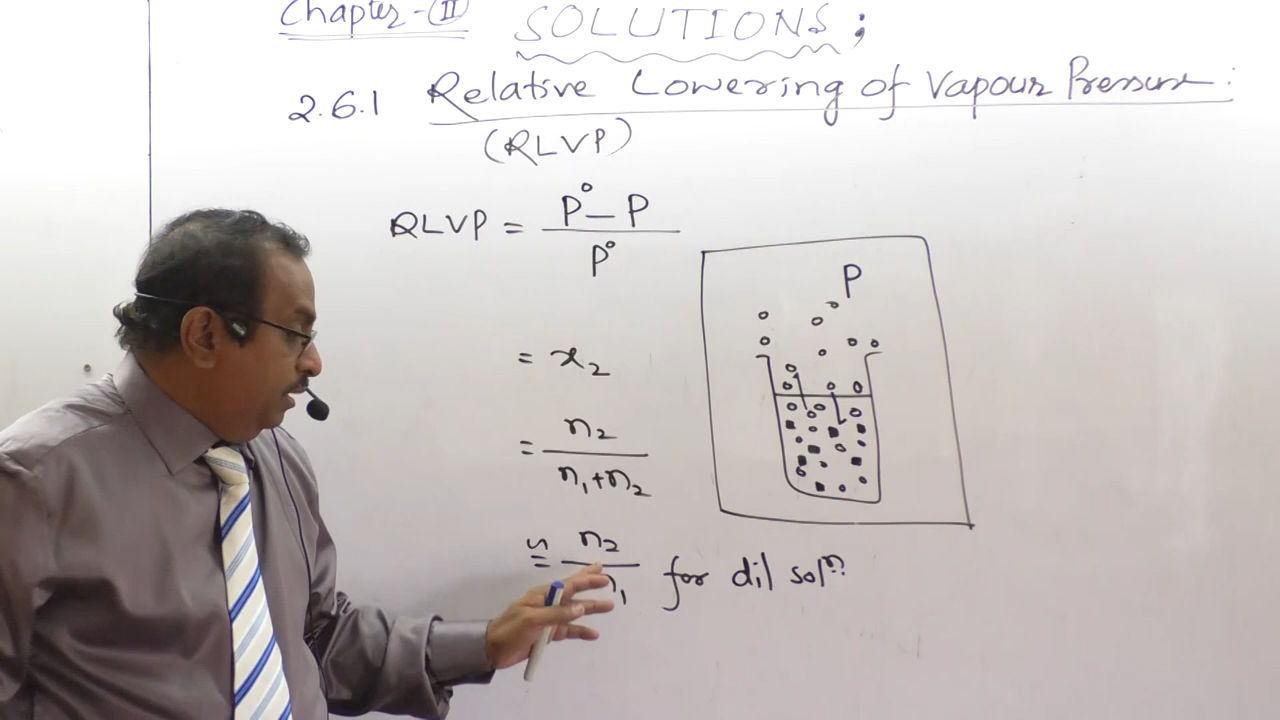 Chapter-(II) SOLUTIONS;
2.6.1 Relative Lowering of Vapour Pressure:
(RLVP)
RLVP = P° - P / P°
= x₂
= n₂ / n₁+n₂
≅ n₂ / n₁ for dil solⁿ.
P